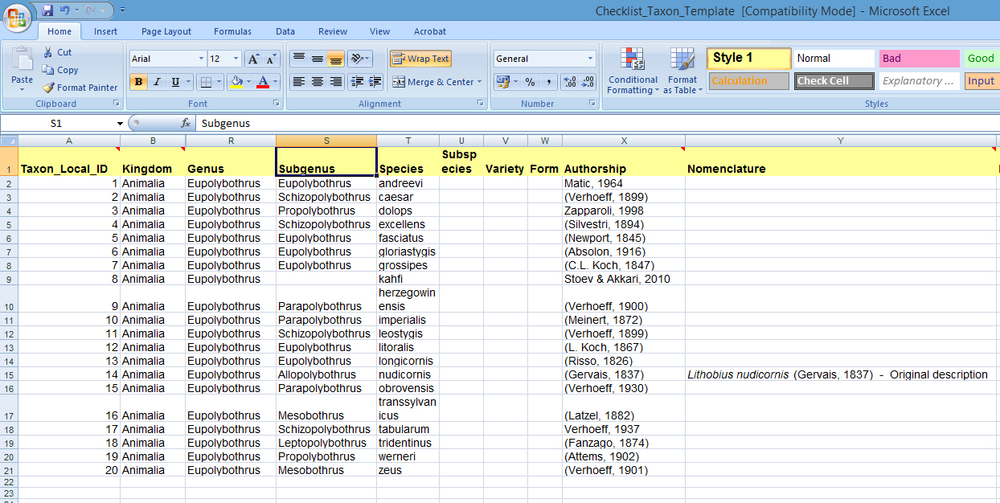 Checklist_Taxon_Template [Compatibility Mode] - Microsoft Excel
Home Insert Page Layout Formulas Data Review View Acrobat
Paste Cut Copy Format Painter
Arial 12 A A B I U A
Wrap Text Merge & Center
General % , .00 .0
Conditional Formatting Format as Table
Style 1 Normal Bad Good
Calculation Check Cell Explanatory ... Input
Clipboard Font Alignment Number Styles
S1 fx Subgenus
A B R S T U V W X Y
1 Taxon_Local_ID Kingdom Genus Subgenus Species Subspecies Variety Form Authorship Nomenclature
2 1 Animalia Eupolybothrus Eupolybothrus andreevi Matic, 1964
3 2 Animalia Eupolybothrus Schizopolybothrus caesar (Verhoeff, 1899)
4 3 Animalia Eupolybothrus Propolybothrus dolops Zapparoli, 1998
5 4 Animalia Eupolybothrus Schizopolybothrus excellens (Silvestri, 1894)
6 5 Animalia Eupolybothrus Eupolybothrus fasciatus (Newport, 1845)
7 6 Animalia Eupolybothrus Eupolybothrus gloriastygis (Absolon, 1916)
8 7 Animalia Eupolybothrus Eupolybothrus grossipes (C.L. Koch, 1847)
9 8 Animalia Eupolybothrus kahfi Stoev & Akkari, 2010
10 9 Animalia Eupolybothrus Parapolybothrus herzegowinensis (Verhoeff, 1900)
11 10 Animalia Eupolybothrus Parapolybothrus imperialis (Meinert, 1872)
12 11 Animalia Eupolybothrus Schizopolybothrus leostygis (Verhoeff, 1899)
13 12 Animalia Eupolybothrus Eupolybothrus litoralis (L. Koch, 1867)
14 13 Animalia Eupolybothrus Eupolybothrus longicornis (Risso, 1826)
15 14 Animalia Eupolybothrus Allopolybothrus nudicornis (Gervais, 1837) Lithobius nudicornis (Gervais, 1837) - Original description
16 15 Animalia Eupolybothrus Parapolybothrus obrovensis (Verhoeff, 1930)
17 16 Animalia Eupolybothrus Mesobothrus transsylvanicus (Latzel, 1882)
18 17 Animalia Eupolybothrus Schizopolybothrus tabularum Verhoeff, 1937
19 18 Animalia Eupolybothrus Leptopolybothrus tridentinus (Fanzago, 1874)
20 19 Animalia Eupolybothrus Propolybothrus werneri (Attems, 1902)
21 20 Animalia Eupolybothrus Mesobothrus zeus (Verhoeff, 1901)
22
23